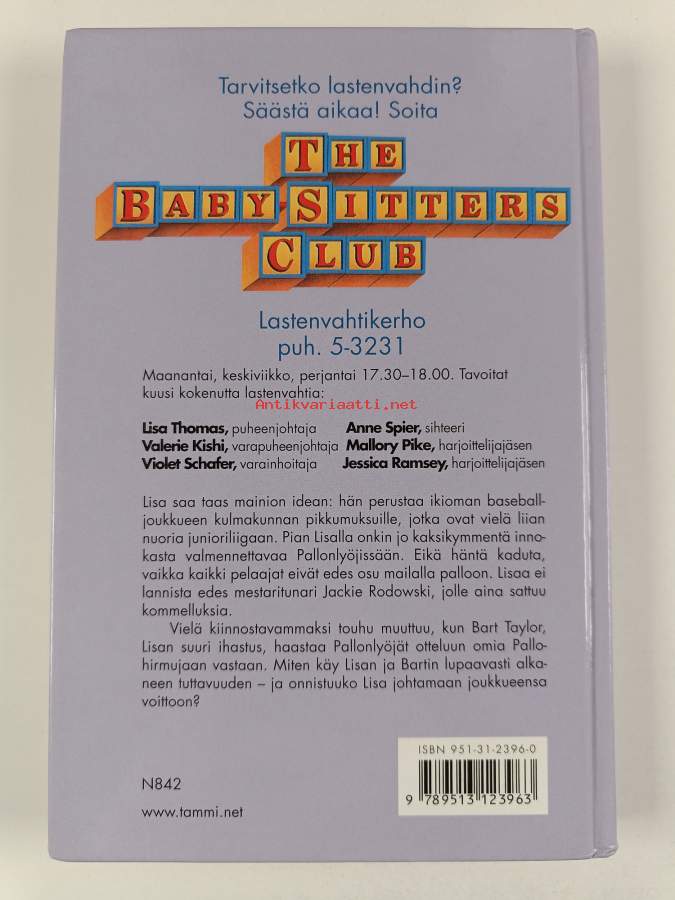 Tarvitsetko lastenvahdin?
Säästä aikaa! Soita
THE
BABY-SITTERS
CLUB
Lastenvahtikerho
puh. 5-3231
Maanantai, keskiviikko, perjantai 17.30–18.00. Tavoitat
kuusi kokenutta lastenvahtia:
Antikvariaatti.net
Lisa Thomas, puheenjohtaja Anne Spier, sihteeri
Valerie Kishi, varapuheenjohtaja Mallory Pike, harjoittelijajäsen
Violet Schafer, varainhoitaja Jessica Ramsey, harjoittelijajäsen
Lisa saa taas mainion idean: hän perustaa ikioman baseball-
joukkueen kulmakunnan pikkumuksuille, jotka ovat vielä liian
nuoria junioriliigaan. Pian Lisalla onkin jo kaksikymmentä inno-
kasta valmennettavaa Pallonlyöjissään. Eikä häntä kaduta,
vaikka kaikki pelaajat eivät edes osu mailalla palloon. Lisaa ei
lannista edes mestaritunari Jackie Rodowski, jolle aina sattuu
kommelluksia.
Vielä kiinnostavammaksi touhu muuttuu, kun Bart Taylor,
Lisan suuri ihastus, haastaa Pallonlyöjät otteluun omia Pallo-
hirmujaan vastaan. Miten käy Lisan ja Bartin lupaavasti alka-
neen tuttavuuden – ja onnistuuko Lisa johtamaan joukkueensa
voittoon?
ISBN 951-31-2396-0
9 789513 123963
N842
www.tammi.net